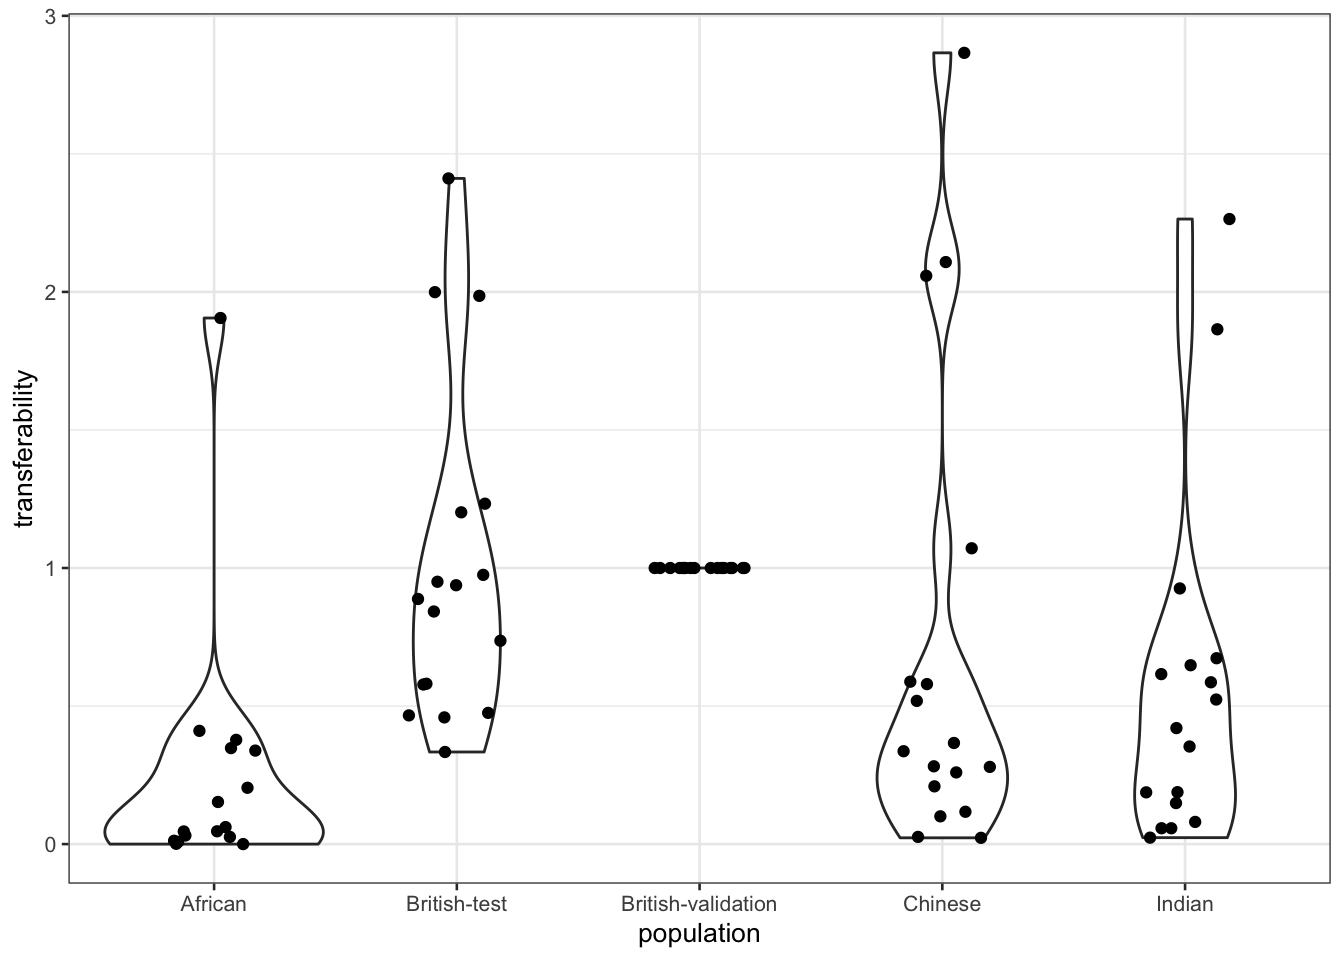 transferability
3
2
1
0
African British-test British-validation Chinese Indian
population